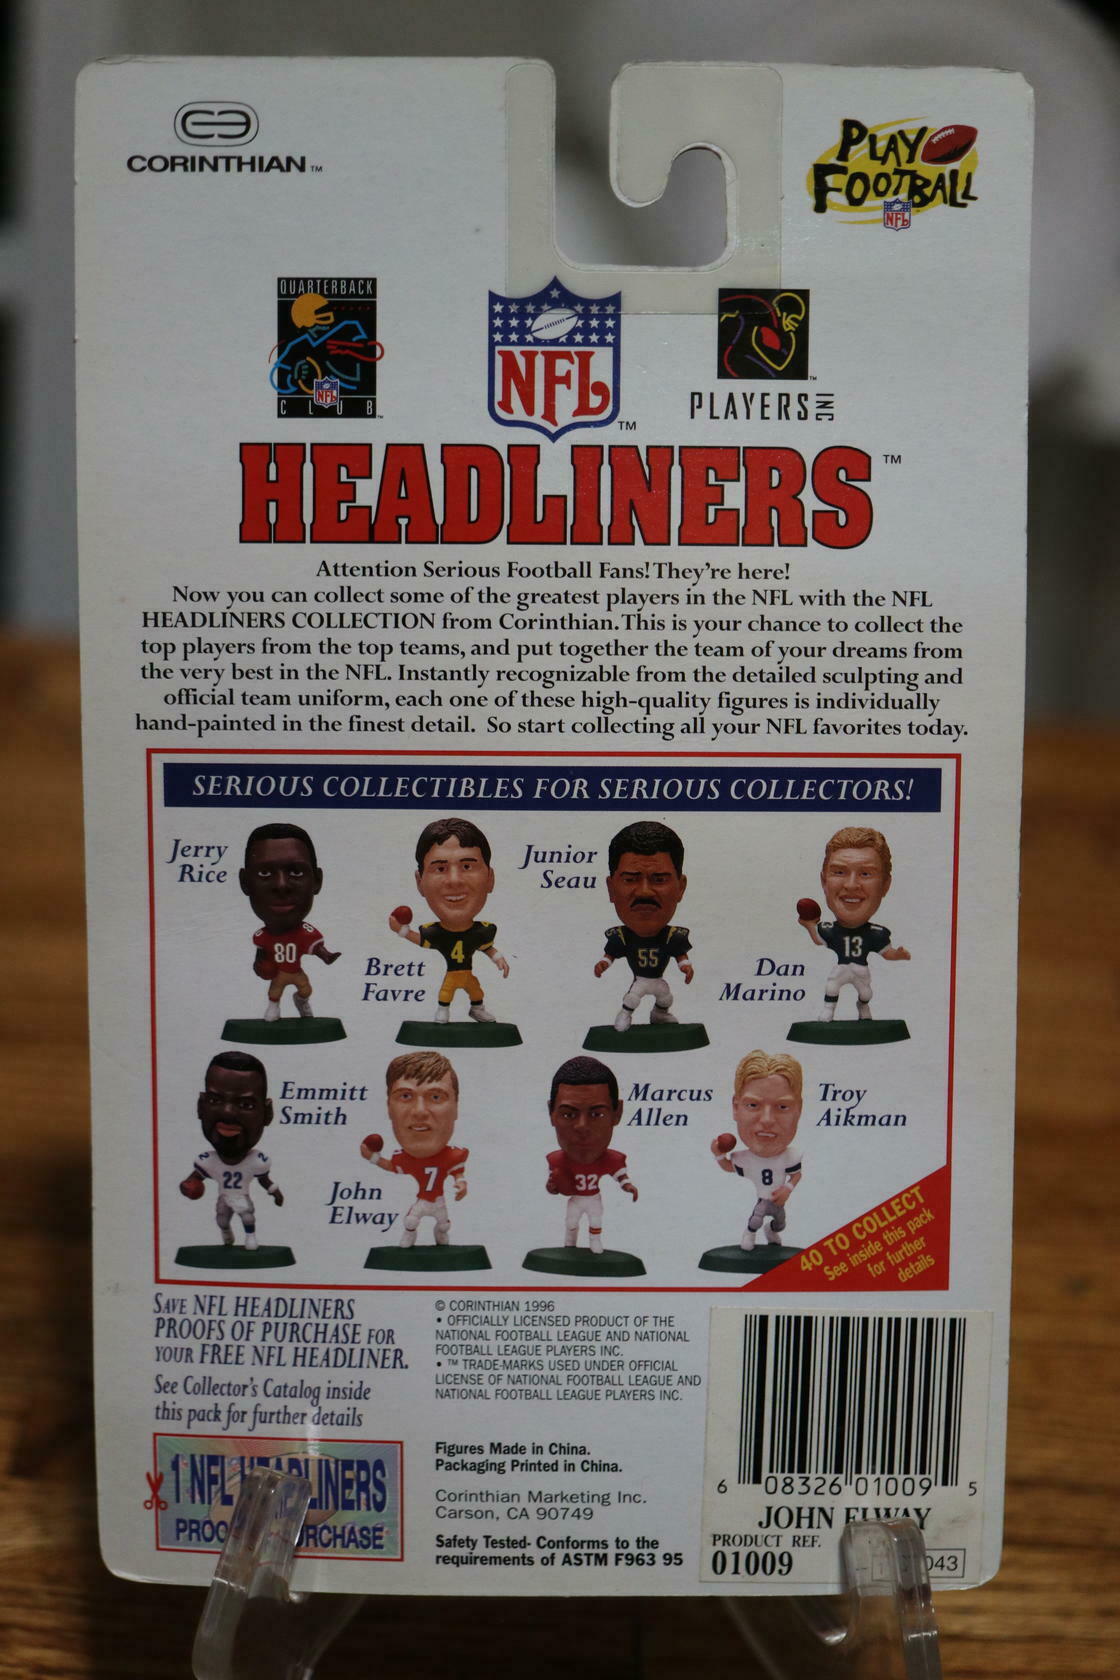 CORINTHIAN™
PLAY
FOOTBALL
NFL
QUARTERBACK
NFL
CLUB™
NFL™
PLAYERS INC
HEADLINERS™
Attention Serious Football Fans! They're here!
Now you can collect some of the greatest players in the NFL with the NFL
HEADLINERS COLLECTION from Corinthian. This is your chance to collect the
top players from the top teams, and put together the team of your dreams from
the very best in the NFL. Instantly recognizable from the detailed sculpting and
official team uniform, each one of these high-quality figures is individually
hand-painted in the finest detail. So start collecting all your NFL favorites today.
SERIOUS COLLECTIBLES FOR SERIOUS COLLECTORS!
Jerry
Rice
80
Brett
Favre
4
Junior
Seau
55
Dan
Marino
13
Emmitt
Smith
22
John
Elway
7
Marcus
Allen
32
Troy
Aikman
8
40 TO COLLECT
See inside this pack
for further
details
SAVE NFL HEADLINERS
PROOFS OF PURCHASE FOR
YOUR FREE NFL HEADLINER.
See Collector's Catalog inside
this pack for further details
1 NFL HEADLINERS
PROOF PURCHASE
© CORINTHIAN 1996
• OFFICIALLY LICENSED PRODUCT OF THE
NATIONAL FOOTBALL LEAGUE AND NATIONAL
FOOTBALL LEAGUE PLAYERS INC.
• ™ TRADE-MARKS USED UNDER OFFICIAL
LICENSE OF NATIONAL FOOTBALL LEAGUE AND
NATIONAL FOOTBALL LEAGUE PLAYERS INC.
Figures Made in China.
Packaging Printed in China.
Corinthian Marketing Inc.
Carson, CA 90749
Safety Tested- Conforms to the
requirements of ASTM F963 95
6 08326 01009 5
JOHN ELWAY
PRODUCT REF.
01009
043